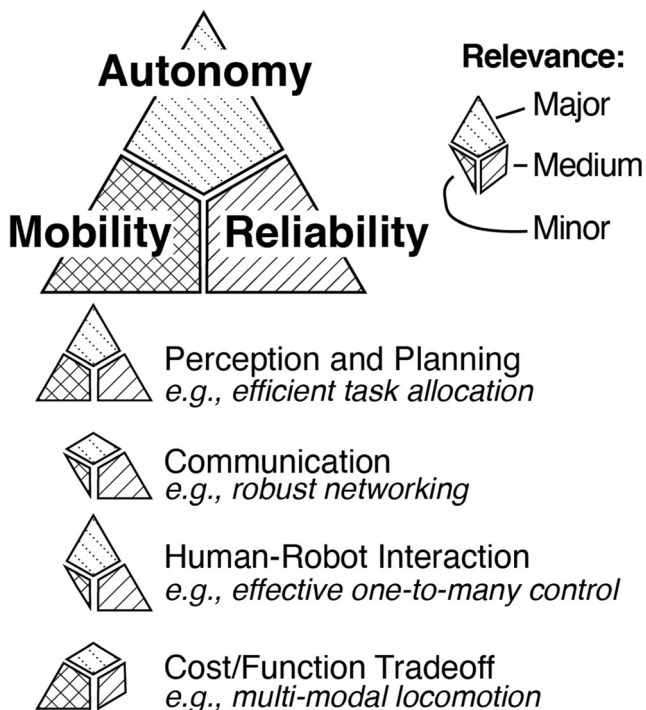 Autonomy
Mobility
Reliability
Relevance:
Major
Medium
Minor
Perception and Planning
e.g., efficient task allocation
Communication
e.g., robust networking
Human-Robot Interaction
e.g., effective one-to-many control
Cost/Function Tradeoff
e.g., multi-modal locomotion